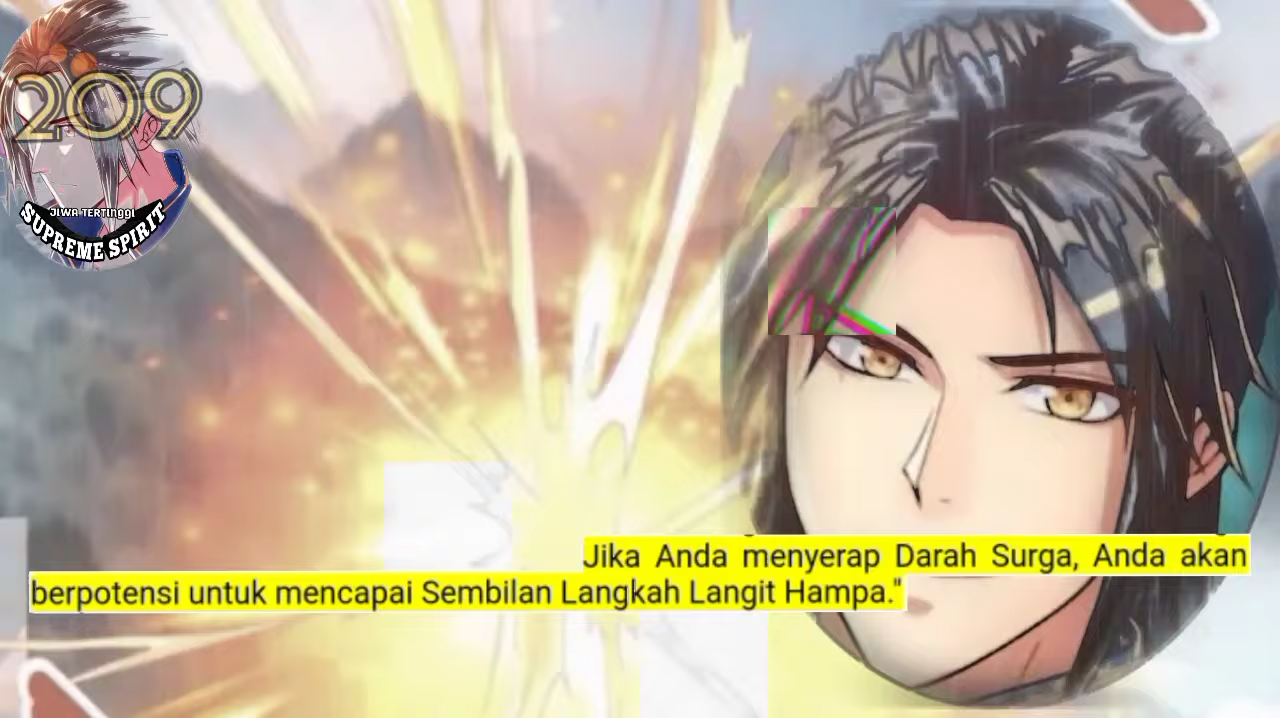 209
JIWA TERTINGGI
SUPREME SPIRIT
Jika Anda menyerap Darah Surga, Anda akan
berpotensi untuk mencapai Sembilan Langkah Langit Hampa."